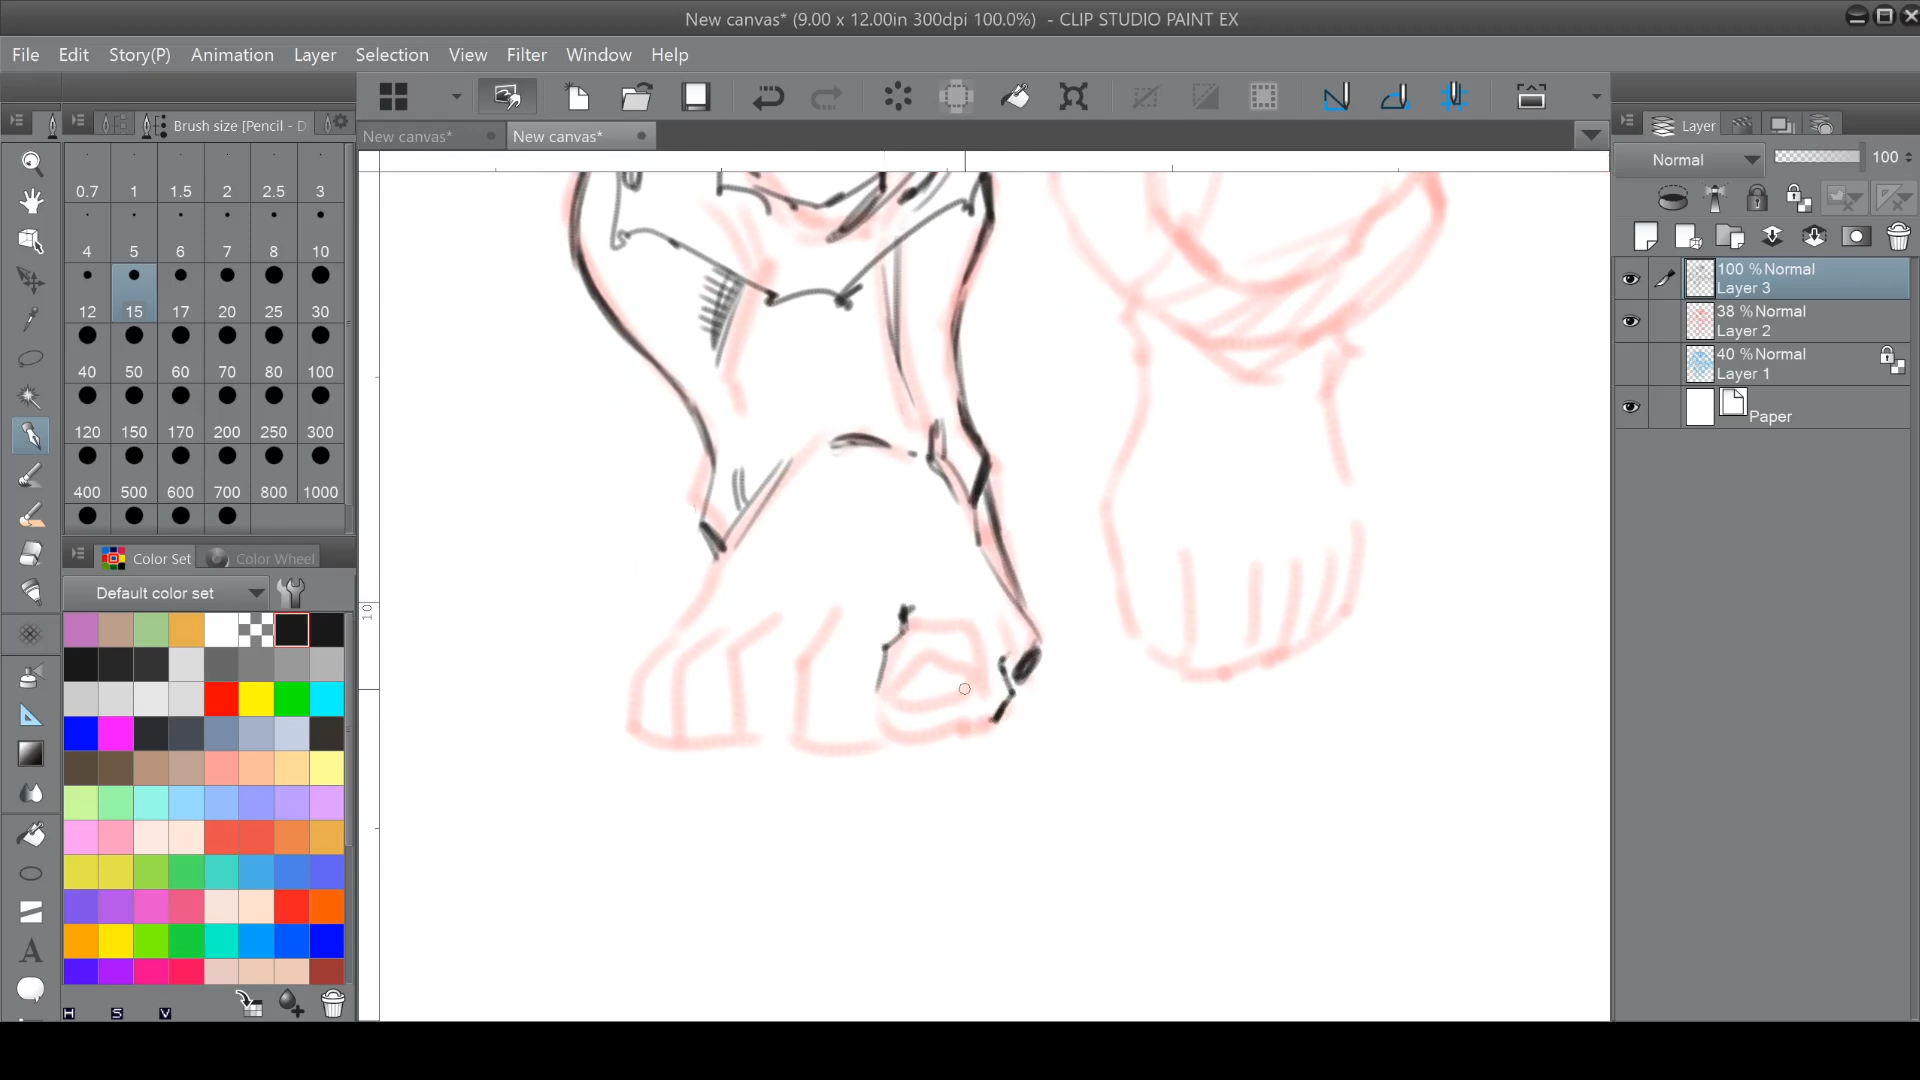 New canvas* (9.00 x 12.00in 300dpi 100.0%) - CLIP STUDIO PAINT EX
File Edit Story(P) Animation Layer Selection View Filter Window Help
Brush size [Pencil - D
New canvas* New canvas*
Layer
Normal 100
0.7 1 1.5 2 2.5 3
4 5 6 7 8 10
12 15 17 20 25 30
40 50 60 70 80 100
120 150 170 200 250 300
400 500 600 700 800 1000
100 %Normal
Layer 3
38 %Normal
Layer 2
40 %Normal
Layer 1
Paper
Color Set Color Wheel
Default color set
10
A
H S V